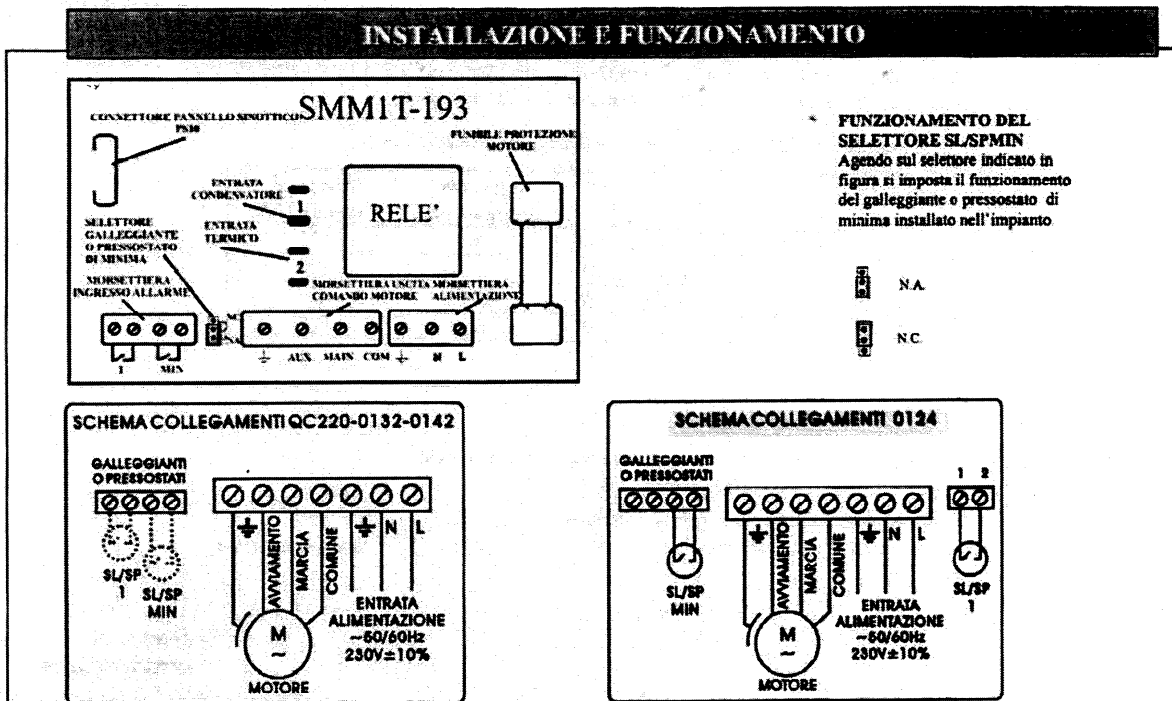 INSTALLAZIONE E FUNZIONAMENTO
SMM1T-193
CONNETTORE PANNELLO SINOTTICO
PS10
FUSIBILE PROTEZIONE
MOTORE
ENTRATA
CONDENSATORE
1
RELE'
SELETTORE
GALLEGGIANTE
O PRESSOSTATO
DI MINIMA
ENTRATA
TERMICO
2
MORSETTIERA
INGRESSO ALLARME
MORSETTIERA USCITA
COMANDO MOTORE
MORSETTIERA
ALIMENTAZIONE
NC
NA
1 MIN
AUX MAIN COM N L
FUNZIONAMENTO DEL
SELETTORE SL/SPMIN
Agendo sul selettore indicato in
figura si imposta il funzionamento
del galleggiante o pressostato di
minima installato nell'impianto
N.A.
N.C.
SCHEMA COLLEGAMENTI QC220-0132-0142
GALLEGGIANTI
O PRESSOSTATI
AVVIAMENTO
MARCIA
COMUNE
N L
SL/SP
1
SL/SP
MIN
M
~
MOTORE
ENTRATA
ALIMENTAZIONE
~50/60Hz
230V±10%
SCHEMA COLLEGAMENTI 0124
GALLEGGIANTI
O PRESSOSTATI
1 2
AVVIAMENTO
MARCIA
COMUNE
N L
SL/SP
MIN
SL/SP
1
M
~
MOTORE
ENTRATA
ALIMENTAZIONE
~50/60Hz
230V±10%